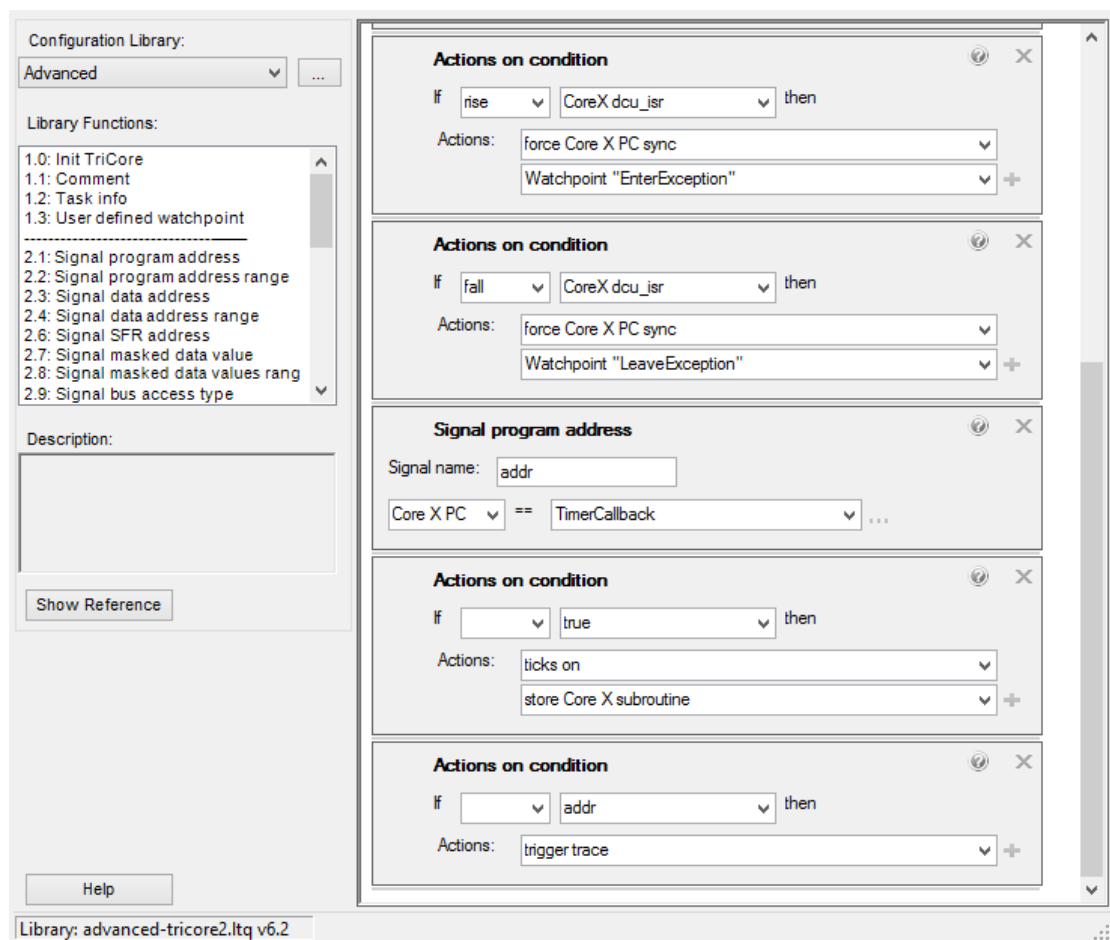 Configuration Library:
Advanced
...
Library Functions:
1.0: Init TriCore
1.1: Comment
1.2: Task info
1.3: User defined watchpoint
-------------------------------------
2.1: Signal program address
2.2: Signal program address range
2.3: Signal data address
2.4: Signal data address range
2.6: Signal SFR address
2.7: Signal masked data value
2.8: Signal masked data values rang
2.9: Signal bus access type
Description:
Show Reference
Help
Library: advanced-tricore2.ltq v6.2
Actions on condition
If rise CoreX dcu_isr then
Actions: force Core X PC sync
Watchpoint "EnterException"
Actions on condition
If fall CoreX dcu_isr then
Actions: force Core X PC sync
Watchpoint "LeaveException"
Signal program address
Signal name: addr
Core X PC == TimerCallback ...
Actions on condition
If true then
Actions: ticks on
store Core X subroutine
Actions on condition
If addr then
Actions: trigger trace